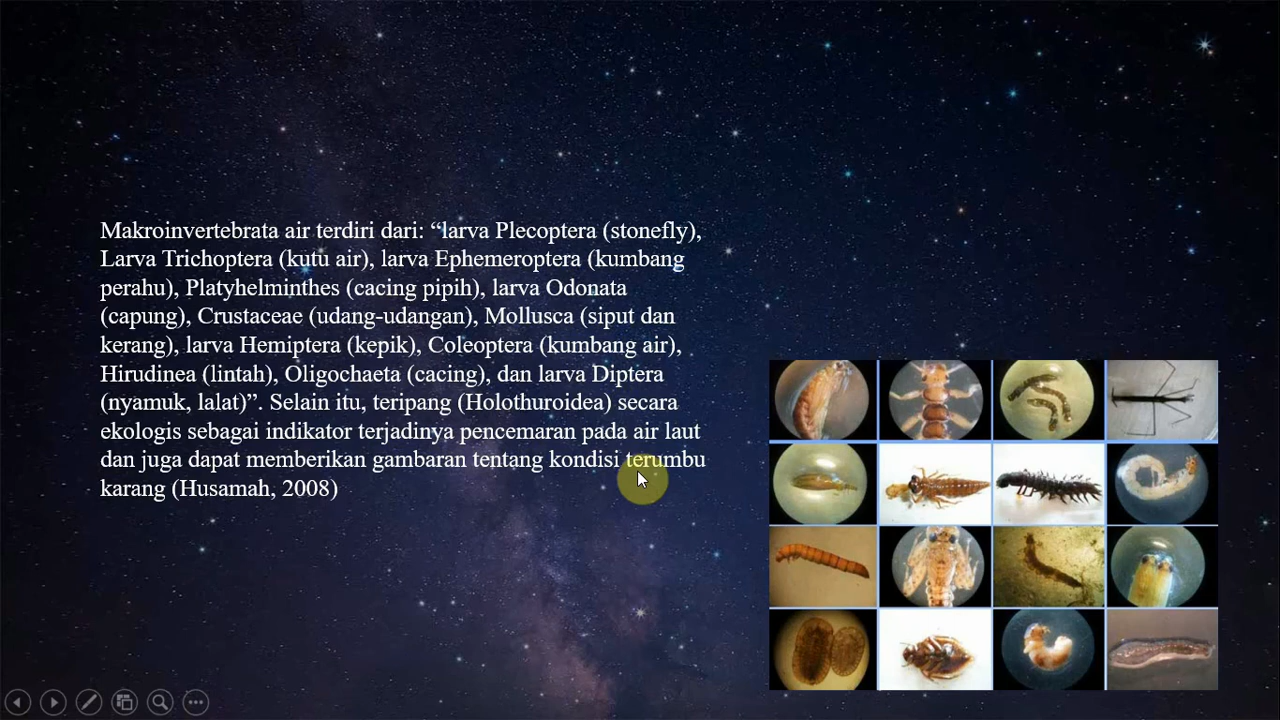 Makroinvertebrata air terdiri dari: “larva Plecoptera (stonefly),
Larva Trichoptera (kutu air), larva Ephemeroptera (kumbang
perahu), Platyhelminthes (cacing pipih), larva Odonata
(capung), Crustaceae (udang-udangan), Mollusca (siput dan
kerang), larva Hemiptera (kepik), Coleoptera (kumbang air),
Hirudinea (lintah), Oligochaeta (cacing), dan larva Diptera
(nyamuk, lalat)”. Selain itu, teripang (Holothuroidea) secara
ekologis sebagai indikator terjadinya pencemaran pada air laut
dan juga dapat memberikan gambaran tentang kondisi terumbu
karang (Husamah, 2008)